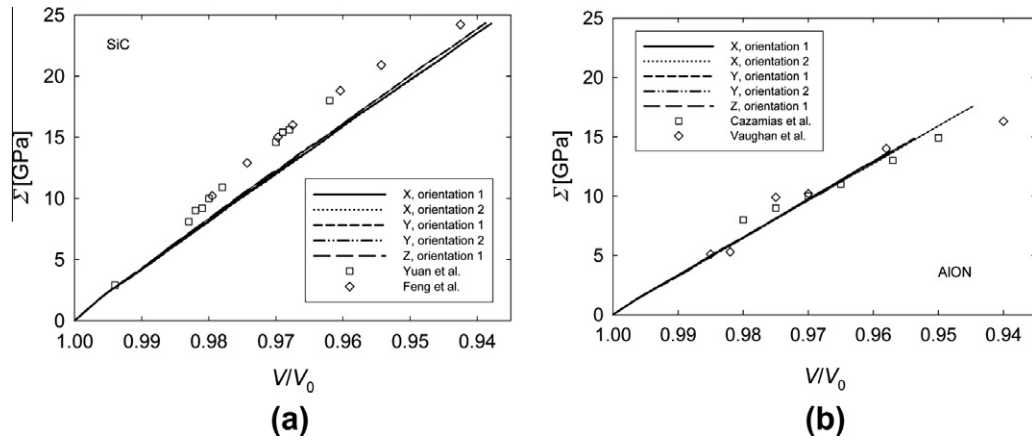 25
20
15
10
5
0
Σ[GPa]
SiC
X, orientation 1
X, orientation 2
Y, orientation 1
Y, orientation 2
Z, orientation 1
Yuan et al.
Feng et al.
1.00 0.99 0.98 0.97 0.96 0.95 0.94
V/V₀
(a)
25
20
15
10
5
0
Σ[GPa]
X, orientation 1
X, orientation 2
Y, orientation 1
Y, orientation 2
Z, orientation 1
Cazamias et al.
Vaughan et al.
AlON
1.00 0.99 0.98 0.97 0.96 0.95 0.94
V/V₀
(b)